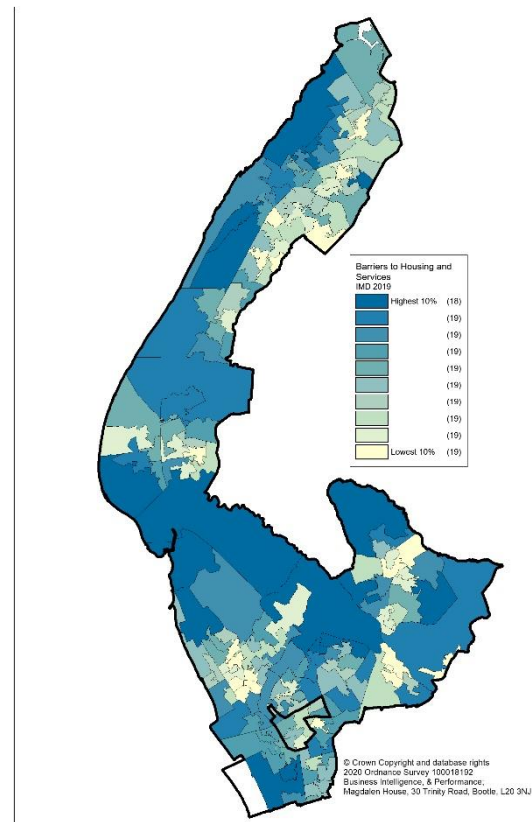 Barriers to Housing and
Services
IMD 2019
Highest 10% (18)
(19)
(19)
(19)
(19)
(19)
(19)
(19)
(19)
Lowest 10% (19)
© Crown Copyright and database rights
2020 Ordnance Survey 100018192
Business Intelligence, & Performance,
Magdalen House, 30 Trinity Road, Bootle, L20 3NJ